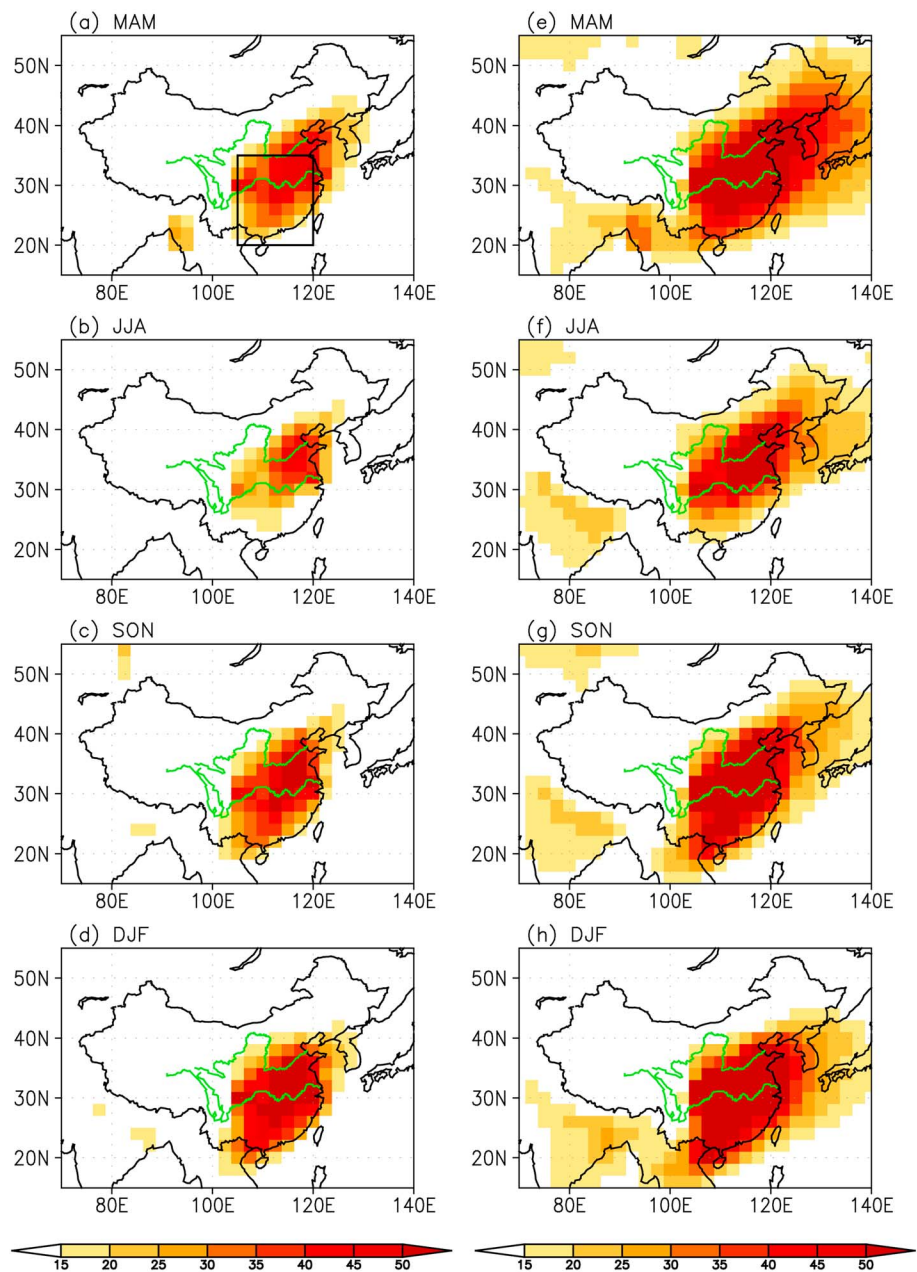 (a) MAM
50N
40N
30N
20N
80E 100E 120E 140E
(e) MAM
50N
40N
30N
20N
80E 100E 120E 140E
(b) JJA
50N
40N
30N
20N
80E 100E 120E 140E
(f) JJA
50N
40N
30N
20N
80E 100E 120E 140E
(c) SON
50N
40N
30N
20N
80E 100E 120E 140E
(g) SON
50N
40N
30N
20N
80E 100E 120E 140E
(d) DJF
50N
40N
30N
20N
80E 100E 120E 140E
(h) DJF
50N
40N
30N
20N
80E 100E 120E 140E
15 20 25 30 35 40 45 50
15 20 25 30 35 40 45 50